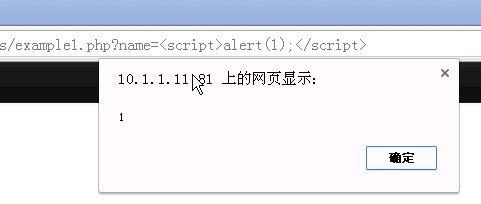 s/example1.php?name=<script>alert(1);</script>
10.1.1.11:81 上的网页显示：
1
确定